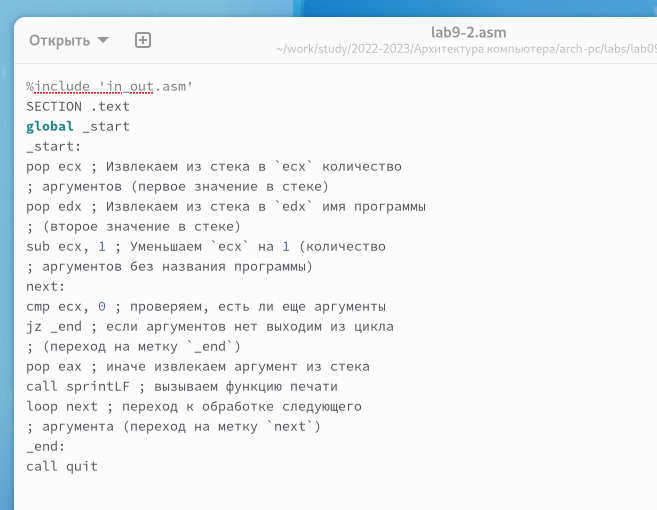 Открыть
lab9-2.asm
~/work/study/2022-2023/Архитектура компьютера/arch-pc/labs/lab09
%include 'in_out.asm'
SECTION .text
global _start
_start:
pop ecx ; Извлекаем из стека в `ecx` количество
; аргументов (первое значение в стеке)
pop edx ; Извлекаем из стека в `edx` имя программы
; (второе значение в стеке)
sub ecx, 1 ; Уменьшаем `ecx` на 1 (количество
; аргументов без названия программы)
next:
cmp ecx, 0 ; проверяем, есть ли еще аргументы
jz _end ; если аргументов нет выходим из цикла
; (переход на метку `_end`)
pop eax ; иначе извлекаем аргумент из стека
call sprintLF ; вызываем функцию печати
loop next ; переход к обработке следующего
; аргумента (переход на метку `next`)
_end:
call quit